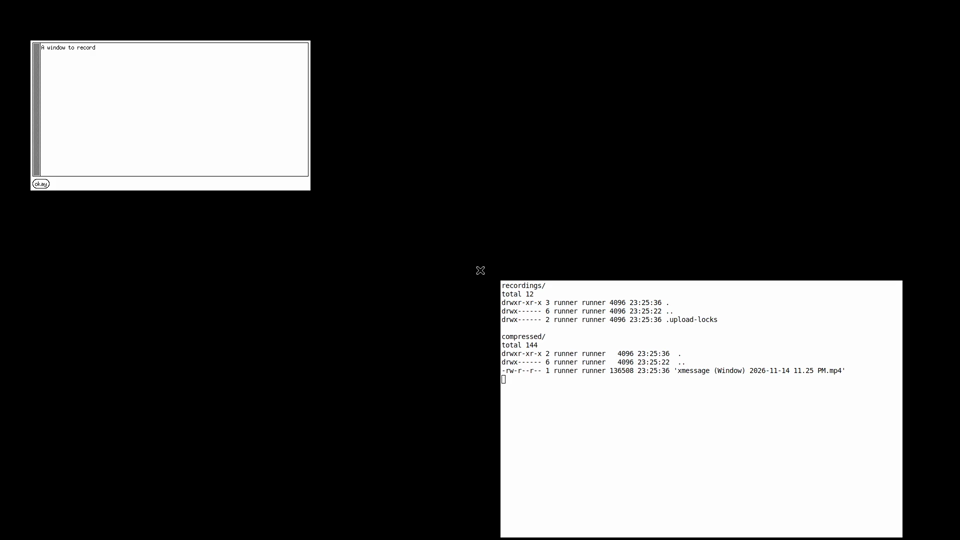 A window to record
okay
recordings/
total 12
drwxr-xr-x 3 runner runner 4096 23:25:36 .
drwx------ 6 runner runner 4096 23:25:22 ..
drwx------ 2 runner runner 4096 23:25:36 .upload-locks
compressed/
total 144
drwxr-xr-x 2 runner runner   4096 23:25:36  .
drwx------ 6 runner runner   4096 23:25:22  ..
-rw-r--r-- 1 runner runner 136508 23:25:36 'xmessage (Window) 2026-11-14 11.25 PM.mp4'